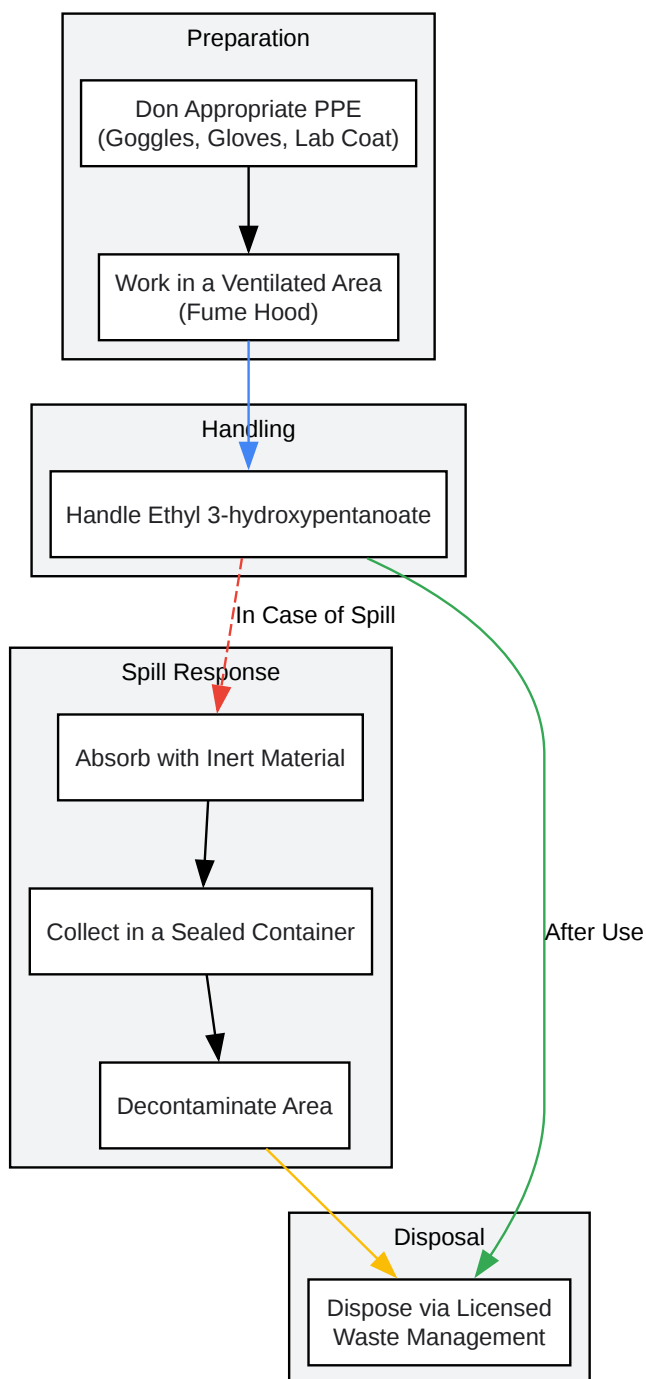 Preparation
Don Appropriate PPE
(Goggles, Gloves, Lab Coat)
Work in a Ventilated Area
(Fume Hood)
Handling
Handle Ethyl 3-hydroxypentanoate
In Case of Spill
Spill Response
Absorb with Inert Material
Collect in a Sealed Container
After Use
Decontaminate Area
Disposal
Dispose via Licensed
Waste Management